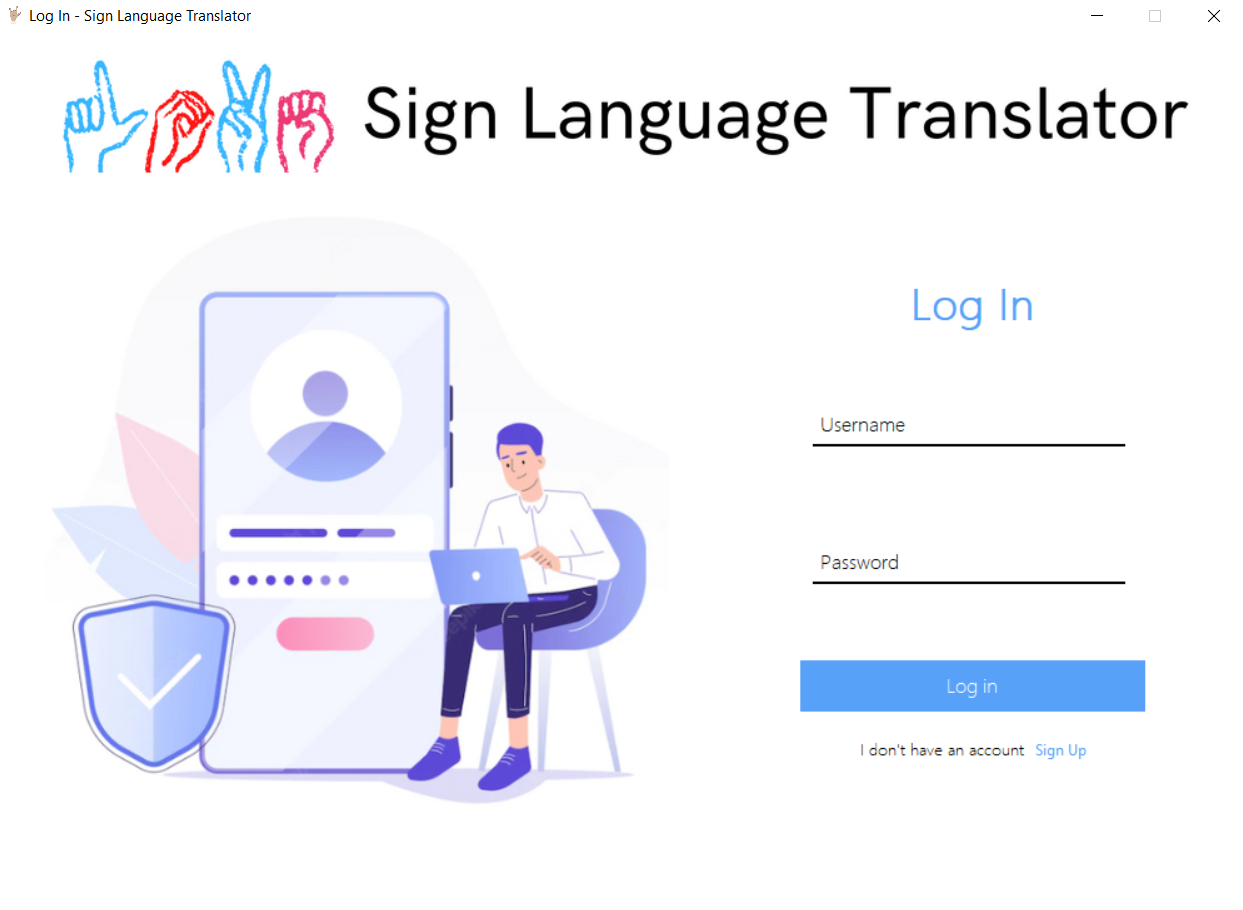 Log In - Sign Language Translator
Sign Language Translator
Log In
Username
Password
Log in
I don't have an account Sign Up